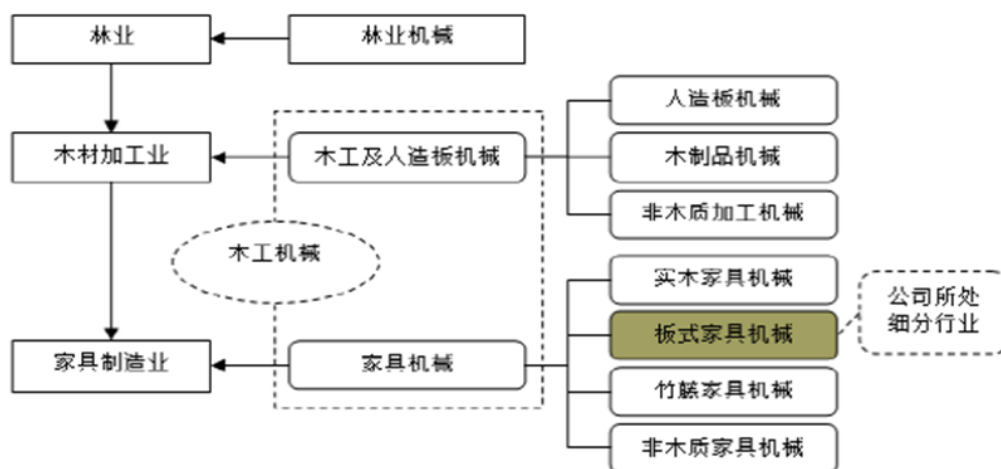 林业
林业机械
人造板机械
木材加工业
木工及人造板机械
木制品机械
非木质加工机械
木工机械
实木家具机械
公司所处
细分行业
板式家具机械
家具制造业
家具机械
竹藤家具机械
非木质家具机械